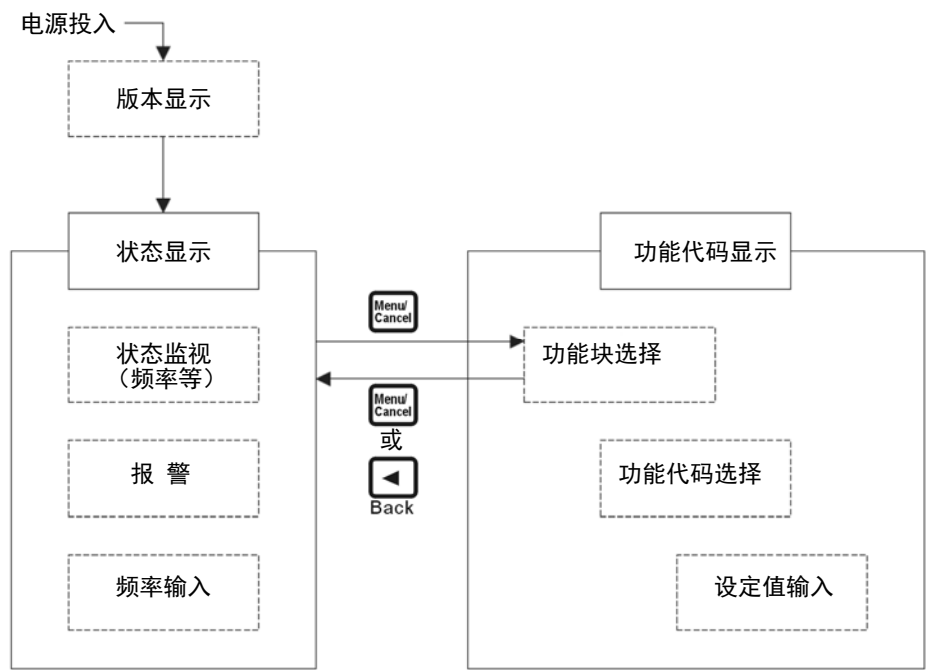 电源投入
版本显示
状态显示
功能代码显示
Menu/
Cancel
状态监视
（频率等）
功能块选择
Menu/
Cancel
或
Back
报 警
功能代码选择
频率输入
设定值输入